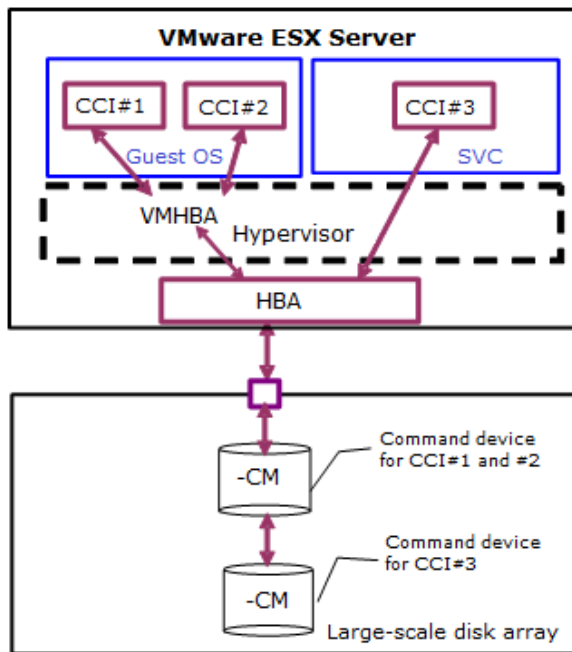 VMware ESX Server
CCI#1
CCI#2
CCI#3
Guest OS
SVC
VMHBA
Hypervisor
HBA
Command device
for CCI#1 and #2
-CM
Command device
for CCI#3
-CM
Large-scale disk array